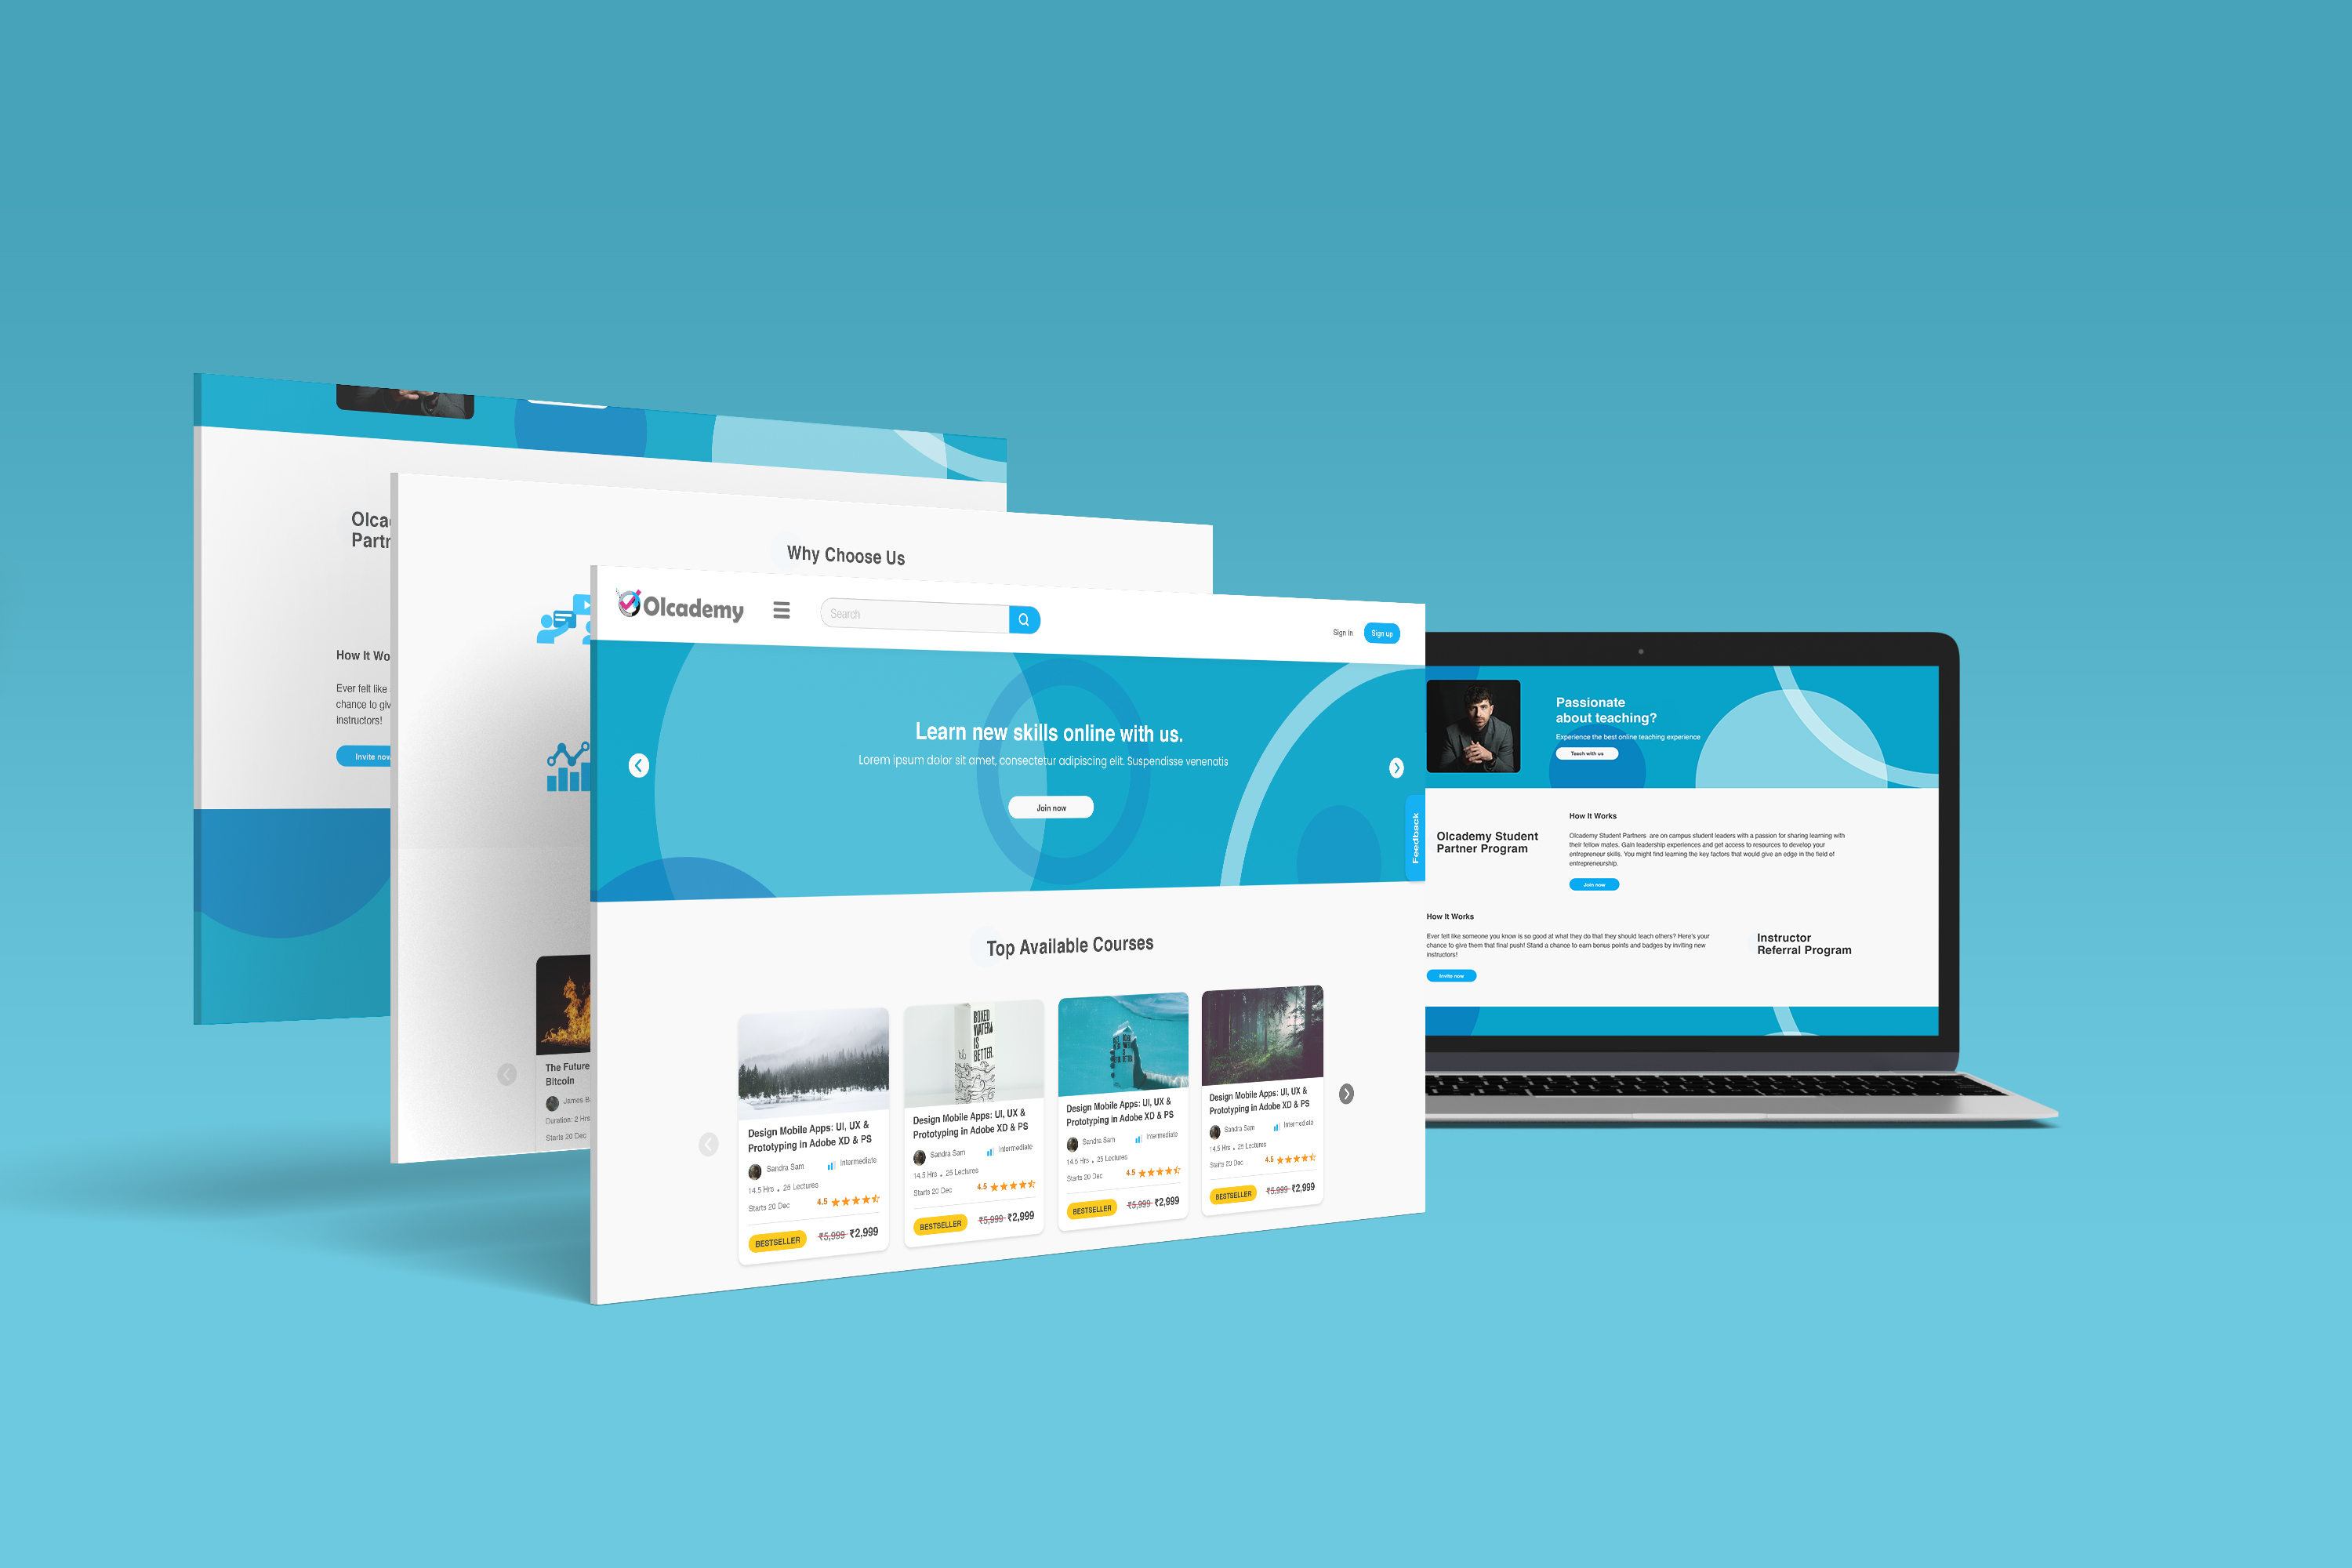 Olca
Partr
How It Wo
Ever felt like
chance to giv
instructors!
Invite now
Why Choose Us
The Future
Bitcoin
James B
Duration: 2 Hrs
Starts 20 Dec
Olcademy
Search
Sign In
Sign up
Learn new skills online with us.
Lorem ipsum dolor sit amet, consectetur adipiscing elit. Suspendisse venenatis
Join now
Feedback
Top Available Courses
Design Mobile Apps: UI, UX &
Prototyping in Adobe XD & PS
Sandra Sam
Intermediate
14.5 Hrs • 26 Lectures
Starts 20 Dec
4.5
BESTSELLER
₹5,999 ₹2,999
BOXED
WATER
IS
BETTER.
Design Mobile Apps: UI, UX &
Prototyping in Adobe XD & PS
Sandra Sam
Intermediate
14.5 Hrs • 26 Lectures
Starts 20 Dec
4.5
BESTSELLER
₹5,999 ₹2,999
Design Mobile Apps: UI, UX &
Prototyping in Adobe XD & PS
Sandra Sam
Intermediate
14.5 Hrs • 26 Lectures
Starts 20 Dec
4.5
BESTSELLER
₹5,999 ₹2,999
Design Mobile Apps: UI, UX &
Prototyping in Adobe XD & PS
Sandra Sam
Intermediate
14.5 Hrs • 26 Lectures
Starts 20 Dec
4.5
BESTSELLER
₹5,999 ₹2,999
Passionate
about teaching?
Experience the best online teaching experience
Teach with us
Olcademy Student
Partner Program
How It Works
Olcademy Student Partners are on campus student leaders with a passion for sharing learning with
their fellow mates. Gain leadership experiences and get access to resources to develop your
entrepreneur skills. You might find learning the key factors that would give an edge in the field of
entrepreneurship.
Join now
How It Works
Ever felt like someone you know is so good at what they do that they should teach others? Here's your
chance to give them that final push! Stand a chance to earn bonus points and badges by inviting new
instructors!
Invite now
Instructor
Referral Program